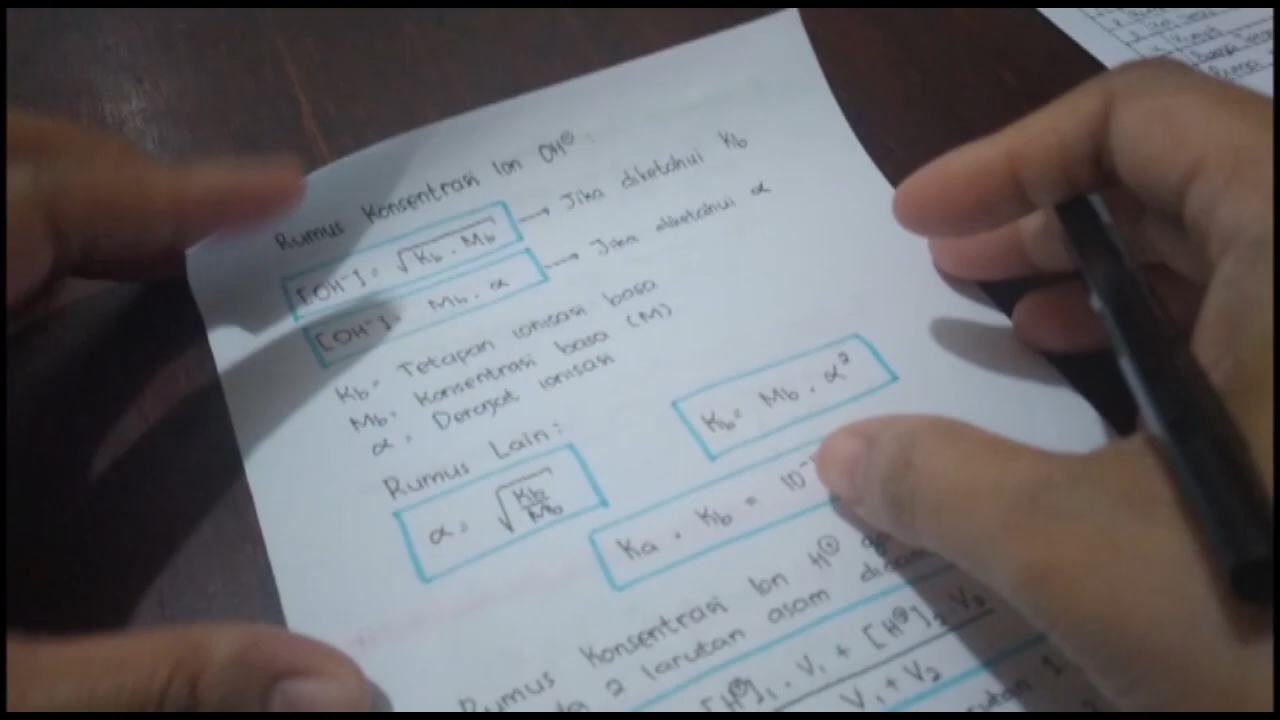 Rumus Konsentrasi Ion OH⊖ :
[OH⁻] = √Kb . Mb → Jika diketahui Kb
[OH⁻] Mb . α → Jika diketahui α
Kb = Tetapan ionisasi basa
Mb = Konsentrasi basa (M)
α = Derajat ionisasi
Rumus Lain :
Kb = Mb . α²
α = √Kb/Mb
Ka . Kb = 10⁻
Rumus Konsentrasi Ion H⊕
2 larutan asam
[H⊕]₁ . V₁ + [H⊕]₂ V₂
V₁ + V₂